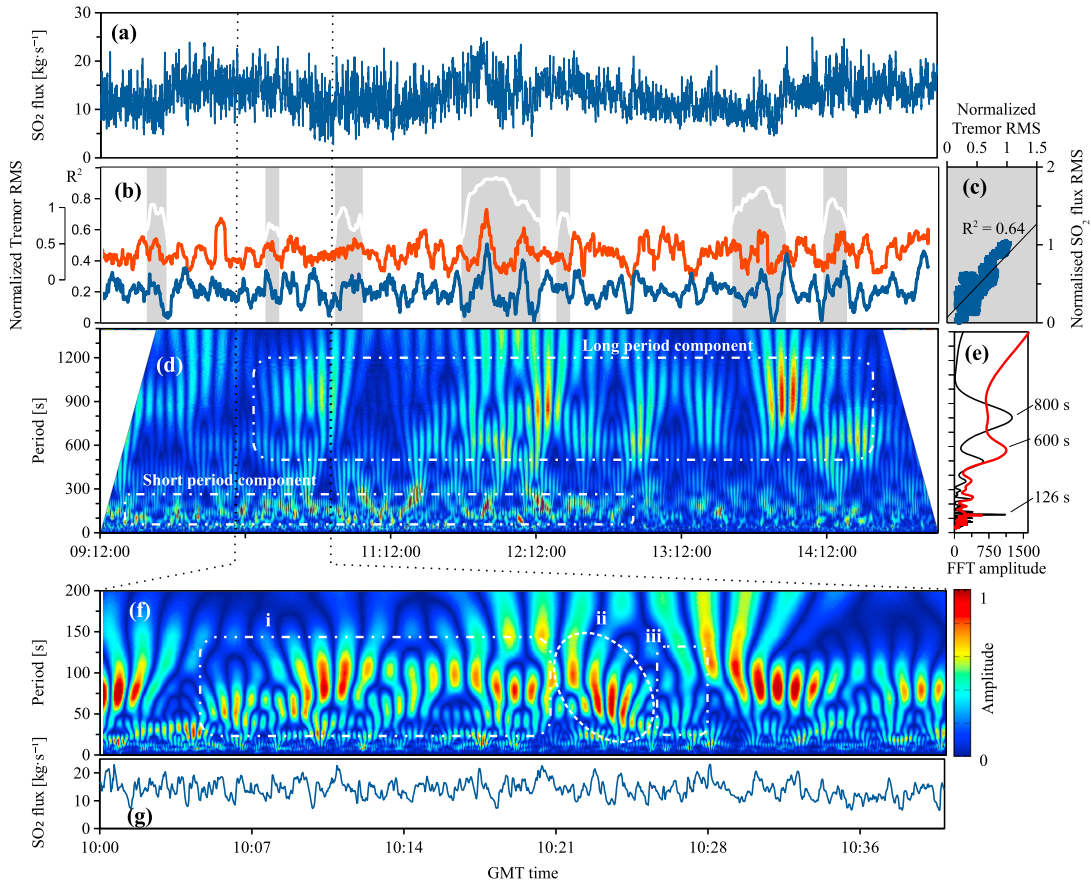 (a)
SO₂ flux [kg·s⁻¹]
30
20
10
5
0
Normalized
Tremor RMS
0 0.5 1 1.5
(b)
Normalized Tremor RMS
R²
1
0.5
0
0.8
0.6
0.4
0.2
0
(c)
R² = 0.64
Normalised SO₂ flux RMS
2
1
0
(d)
Long period component
Short period component
Period [s]
1200
900
600
300
0
09:12:00 11:12:00 12:12:00 13:12:00 14:12:00
(e)
800 s
600 s
126 s
0 750 1500
FFT amplitude
(f)
i
ii
iii
Period [s]
200
150
100
50
0
1
Amplitude
0
SO₂ flux [kg·s⁻¹]
20
10
0
(g)
10:00 10:07 10:14 10:21 10:28 10:36
GMT time